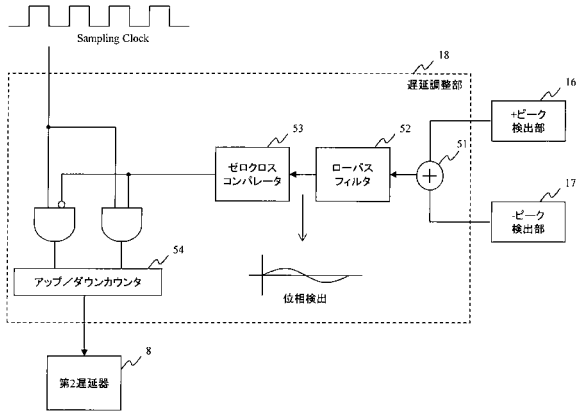 Sampling Clock
18
遅延調整部
16
+ピーク
検出部
53
52
51
ゼロクロス
コンパレータ
ローパス
フィルタ
+
17
-ピーク
検出部
54
アップ/ダウンカウンタ
位相検出
8
第2遅延器